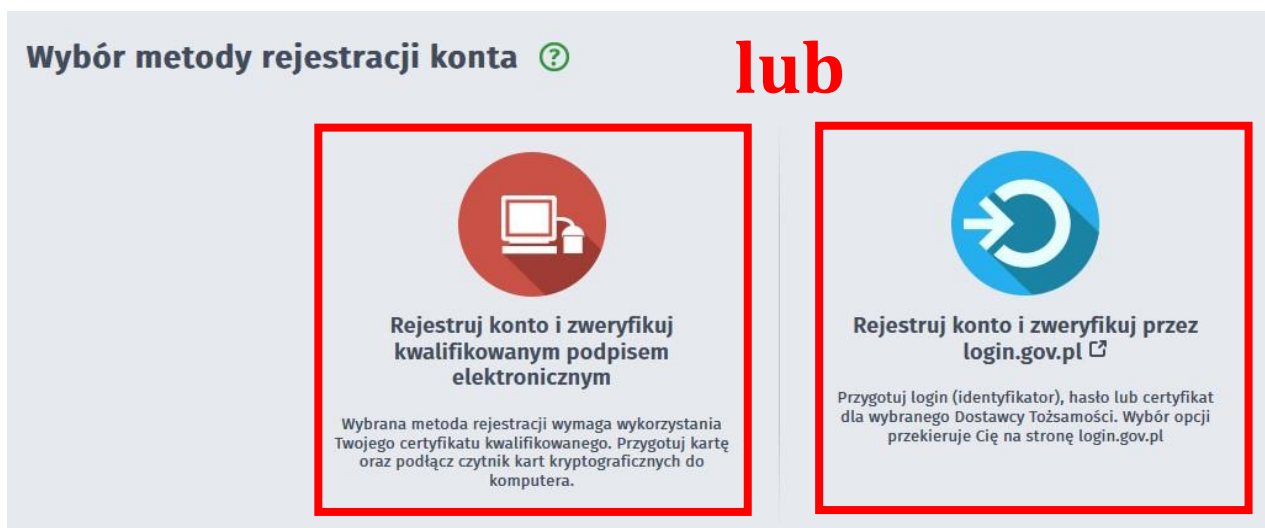 Wybór metody rejestracji konta ?
lub
Rejestruj konto i zweryfikuj
kwalifikowanym podpisem
elektronicznym
Wybrana metoda rejestracji wymaga wykorzystania
Twojego certyfikatu kwalifikowanego. Przygotuj kartę
oraz podłącz czytnik kart kryptograficznych do
komputera.
Rejestruj konto i zweryfikuj przez
login.gov.pl
Przygotuj login (identyfikator), hasło lub certyfikat
dla wybranego Dostawcy Tożsamości. Wybór opcji
przekieruje Cię na stronę login.gov.pl